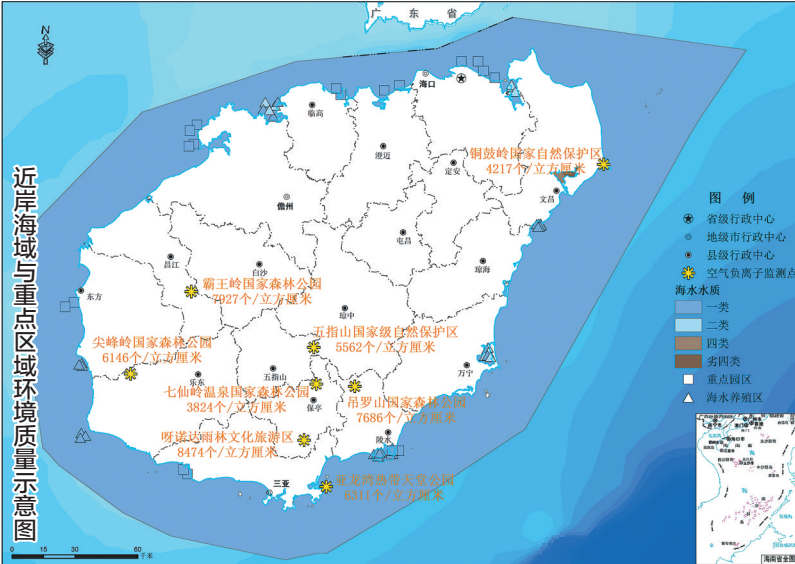 广 东 省
N
海口
临高
澄迈
铜鼓岭国家自然保护区
4217个/立方厘米
定安
文昌
儋州
屯昌
琼海
昌江
白沙
霸王岭国家森林公园
7927个/立方厘米
东方
琼中
五指山国家级自然保护区
5562个/立方厘米
尖峰岭国家森林公园
6146个/立方厘米
乐东
五指山
万宁
七仙岭温泉国家森林公园
3824个/立方厘米
保亭
吊罗山国家森林公园
7686个/立方厘米
呀诺达雨林文化旅游区
8474个/立方厘米
陵水
三亚
亚龙湾热带天堂公园
6311个/立方厘米
近岸海域与重点区域环境质量示意图
图 例
省级行政中心
地级市行政中心
县级行政中心
空气负离子监测点
海水水质
一类
二类
四类
劣四类
重点园区
海水养殖区
0 15 30 60
千米
海南省全图